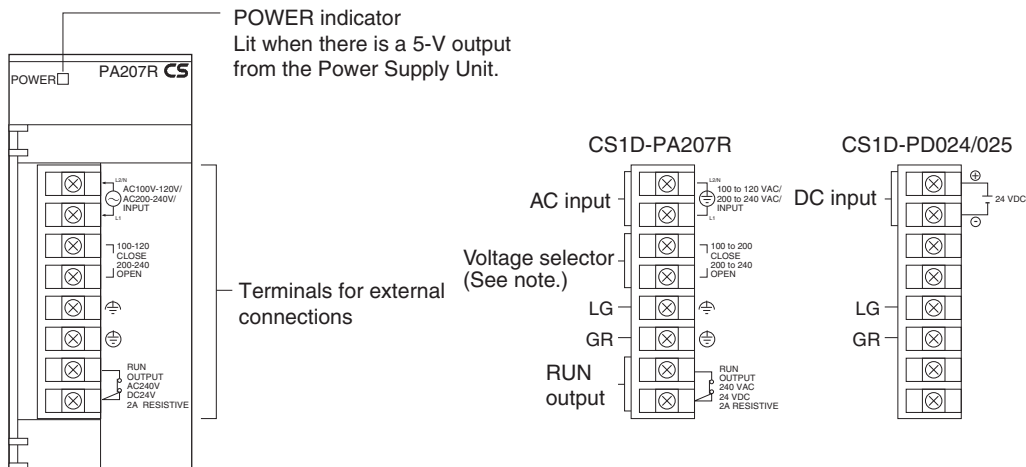 POWER indicator
Lit when there is a 5-V output
from the Power Supply Unit.
POWER
PA207R CS
L2/N
AC100V-120V/
AC200-240V/
INPUT
L1
100-120
CLOSE
200-240
OPEN
RUN
OUTPUT
AC240V
DC24V
2A RESISTIVE
Terminals for external
connections
CS1D-PA207R
AC input
L2/N
100 to 120 VAC/
200 to 240 VAC/
INPUT
L1
Voltage selector
(See note.)
100 to 200
CLOSE
200 to 240
OPEN
LG
GR
RUN
output
RUN
OUTPUT
240 VAC
24 VDC
2A RESISTIVE
CS1D-PD024/025
DC input
+
24 VDC
-
LG
GR